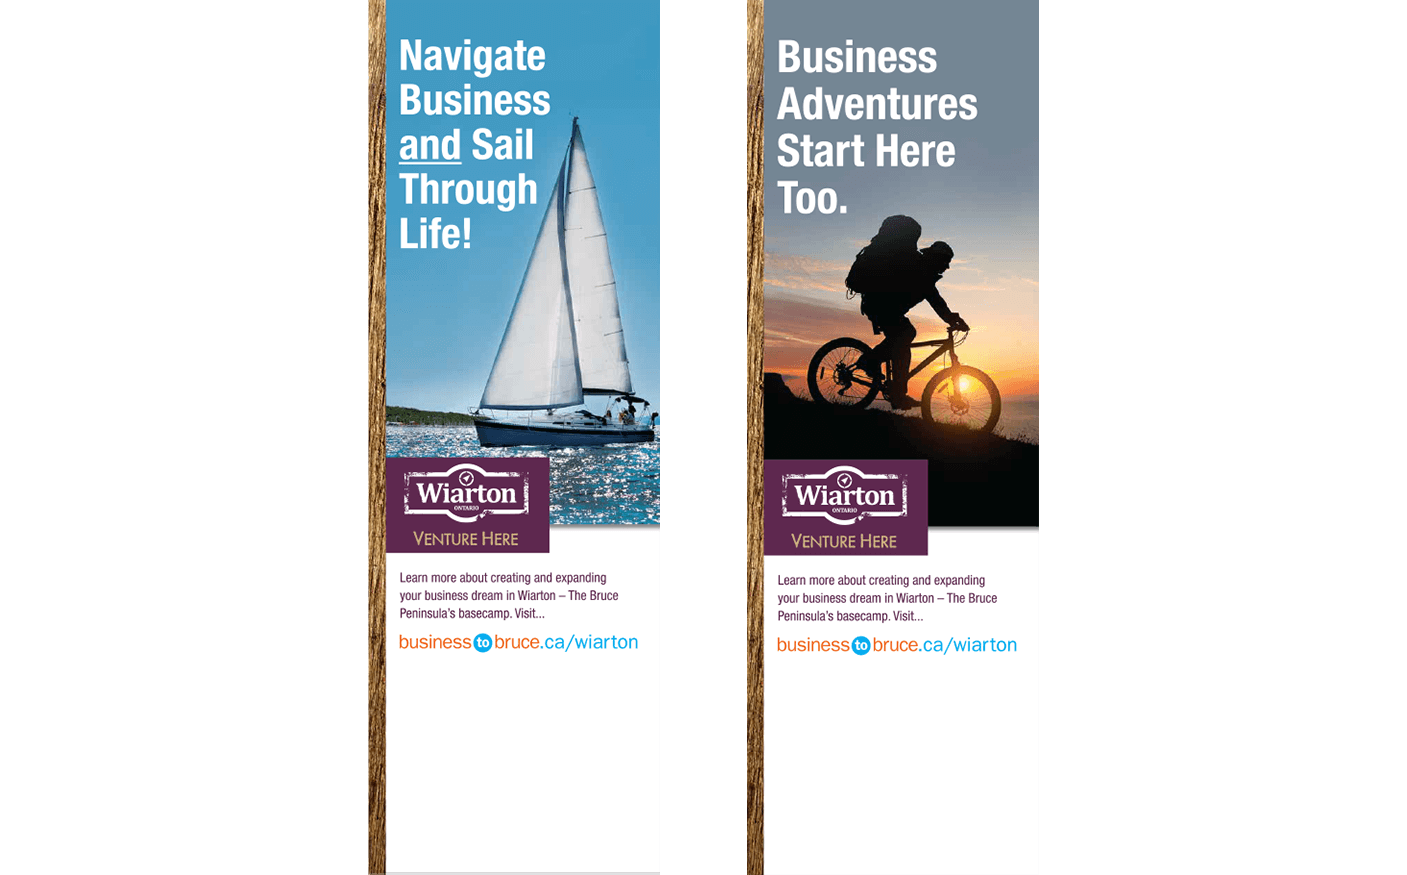 Navigate
Business
and Sail
Through
Life!
Wiarton
ONTARIO
VENTURE HERE
Learn more about creating and expanding
your business dream in Wiarton – The Bruce
Peninsula's basecamp. Visit...
businesstobruce.ca/wiarton
Business
Adventures
Start Here
Too.
Wiarton
ONTARIO
VENTURE HERE
Learn more about creating and expanding
your business dream in Wiarton – The Bruce
Peninsula's basecamp. Visit...
businesstobruce.ca/wiarton